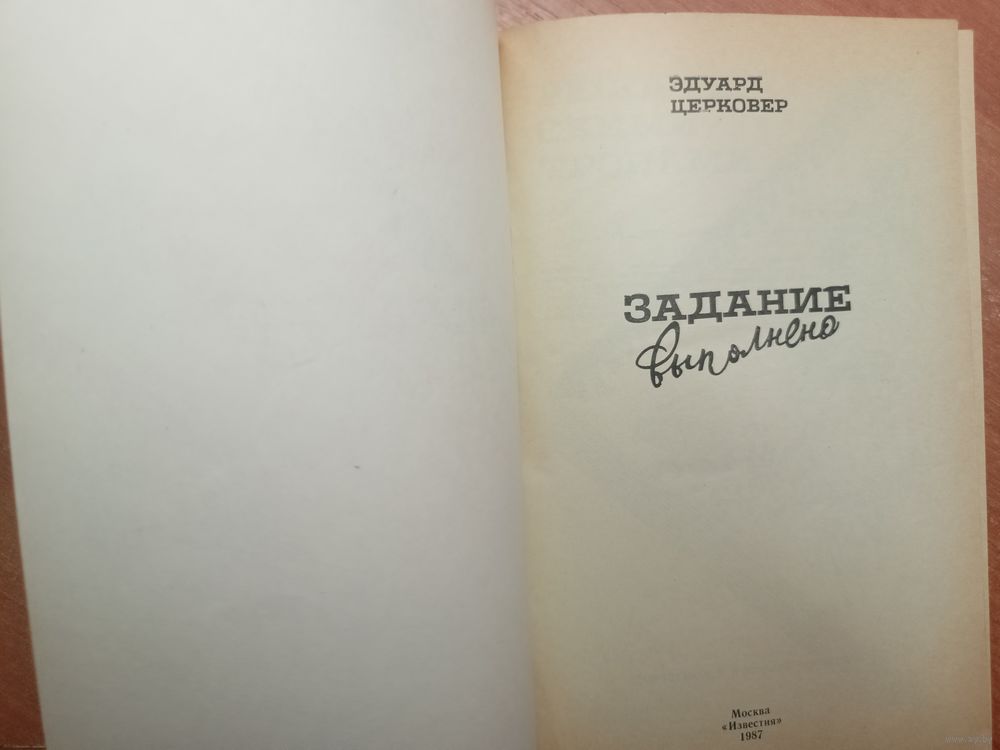 ЭДУАРД
ЦЕРКОВЕР
ЗАДАНИЕ
выполнено
Москва
«Известия»
1987